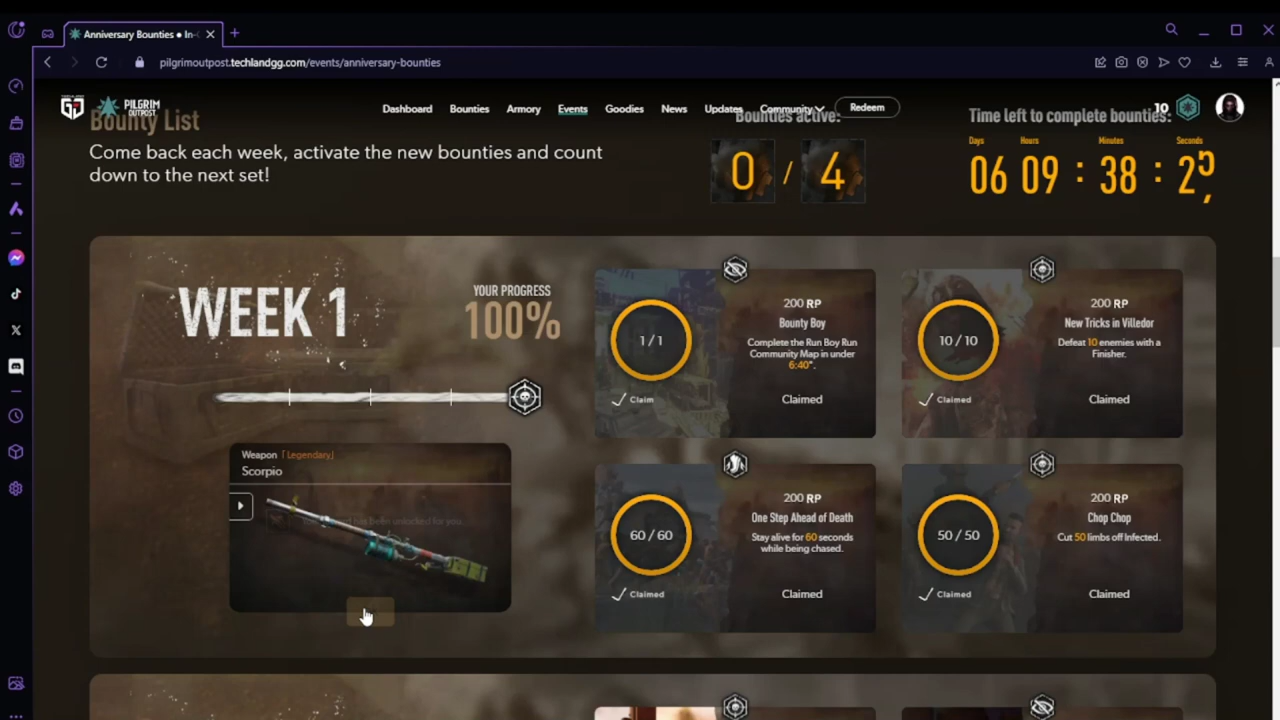 Anniversary Bounties • In-
pilgrimoutpost.techlandgg.com/events/anniversary-bounties
PILGRIM
OUTPOST
Dashboard Bounties Armory Events Goodies News Updates Community Redeem 10
Bounty List
Come back each week, activate the new bounties and count
down to the next set!
Bounties active:
0 / 4
Time left to complete bounties:
Days Hours Minutes Seconds
06 09 : 38 : 2
WEEK 1
YOUR PROGRESS
100%
Weapon [Legendary]
Scorpio
1 / 1
Claim
200 RP
Bounty Boy
Complete the Run Boy Run
Community Map in under
6:40*.
Claimed
10 / 10
Claimed
200 RP
New Tricks in Villedor
Defeat 10 enemies with a
Finisher.
Claimed
60 / 60
Claimed
200 RP
One Step Ahead of Death
Stay alive for 60 seconds
while being chased.
Claimed
50 / 50
Claimed
200 RP
Chop Chop
Cut 50 limbs off Infected.
Claimed